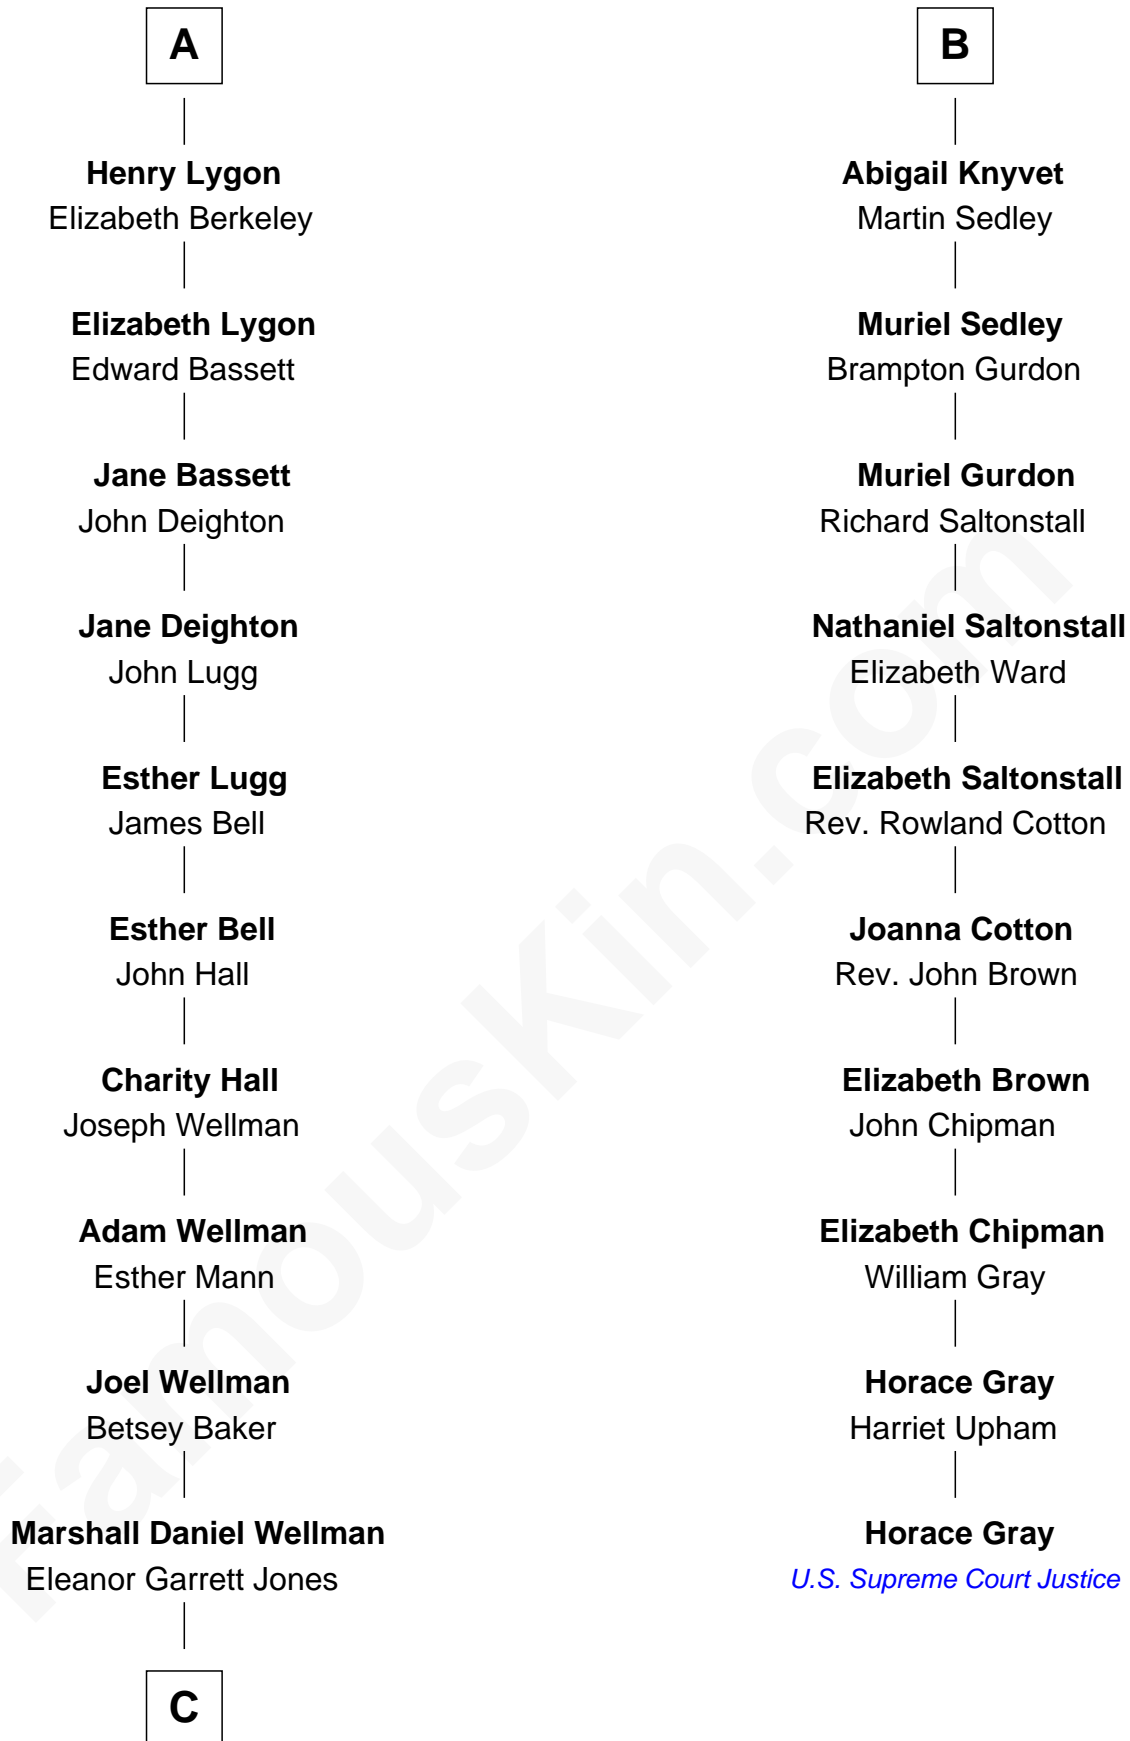 A
Henry Lygon
Elizabeth Berkeley
Elizabeth Lygon
Edward Bassett
Jane Bassett
John Deighton
Jane Deighton
John Lugg
Esther Lugg
James Bell
Esther Bell
John Hall
Charity Hall
Joseph Wellman
Adam Wellman
Esther Mann
Joel Wellman
Betsey Baker
Marshall Daniel Wellman
Eleanor Garrett Jones
C
B
Abigail Knyvet
Martin Sedley
Muriel Sedley
Brampton Gurdon
Muriel Gurdon
Richard Saltonstall
Nathaniel Saltonstall
Elizabeth Ward
Elizabeth Saltonstall
Rev. Rowland Cotton
Joanna Cotton
Rev. John Brown
Elizabeth Brown
John Chipman
Elizabeth Chipman
William Gray
Horace Gray
Harriet Upham
Horace Gray
U.S. Supreme Court Justice
FamousKin.com